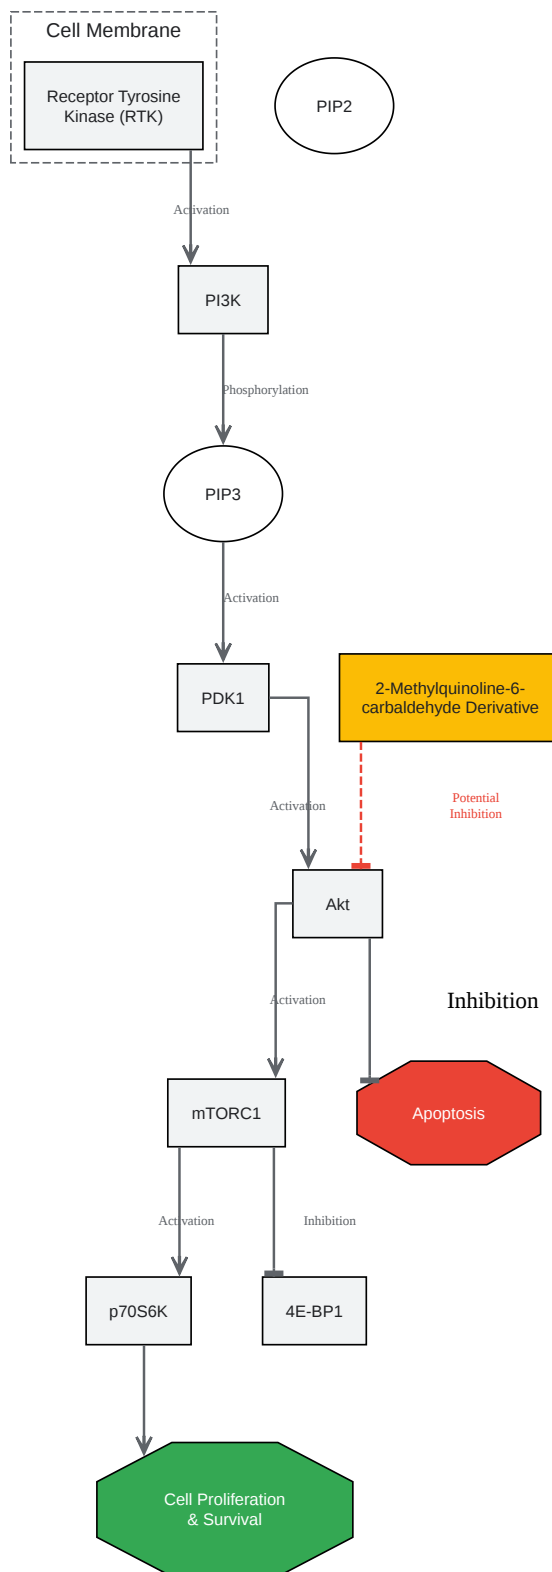 Cell Membrane
Receptor Tyrosine
Kinase (RTK)
PIP2
Activation
PI3K
Phosphorylation
PIP3
Activation
PDK1
2-Methylquinoline-6-
carbaldehyde Derivative
Activation
Potential
Inhibition
Akt
Activation
Inhibition
mTORC1
Apoptosis
Activation
Inhibition
p70S6K
4E-BP1
Cell Proliferation
& Survival